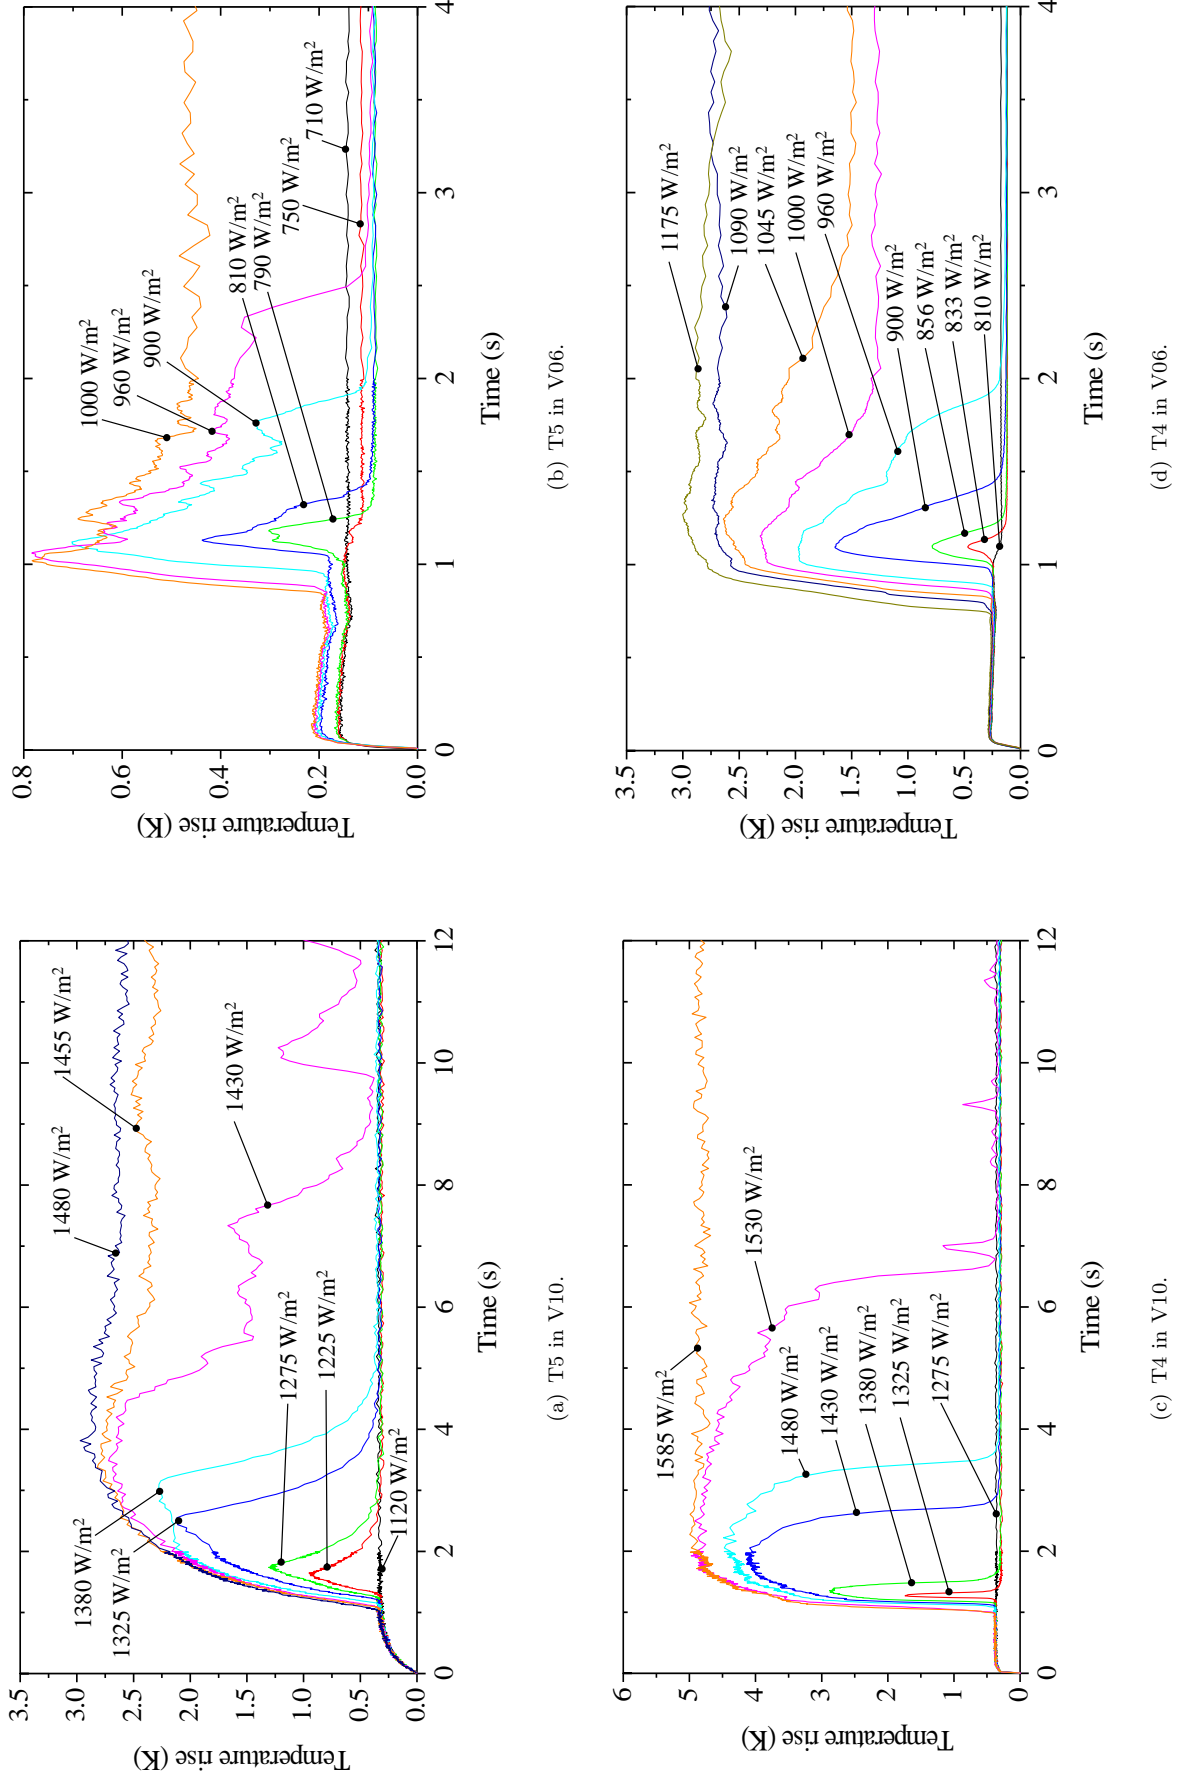 3.5
3.0
2.5
2.0
1.5
1.0
0.5
0.0
Temperature rise (K)
0
2
4
6
8
10
12
Time (s)
1480 W/m²
1455 W/m²
1430 W/m²
1380 W/m²
1325 W/m²
1275 W/m²
1225 W/m²
1120 W/m²
(a) T5 in V10.
0.8
0.6
0.4
0.2
0.0
Temperature rise (K)
0
1
2
3
4
Time (s)
1000 W/m²
960 W/m²
900 W/m²
810 W/m²
790 W/m²
750 W/m²
710 W/m²
(b) T5 in V06.
6
5
4
3
2
1
0
Temperature rise (K)
0
2
4
6
8
10
12
Time (s)
1585 W/m²
1530 W/m²
1480 W/m²
1430 W/m²
1380 W/m²
1325 W/m²
1275 W/m²
(c) T4 in V10.
3.5
3.0
2.5
2.0
1.5
1.0
0.5
0.0
Temperature rise (K)
0
1
2
3
4
Time (s)
1175 W/m²
1090 W/m²
1045 W/m²
1000 W/m²
960 W/m²
900 W/m²
856 W/m²
833 W/m²
810 W/m²
(d) T4 in V06.